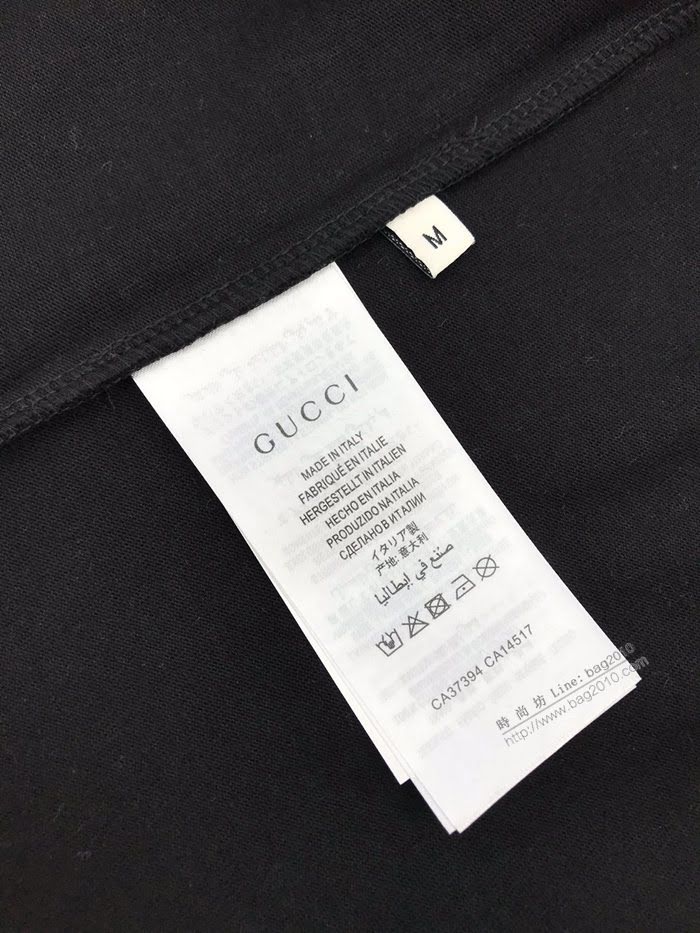 M
GUCCI
MADE IN ITALY
FABRIQUÉ EN ITALIE
HERGESTELLT IN ITALIEN
HECHO EN ITALIA
PRODUZIDO NA ITALIA
СДЕЛАНО В ИТАЛИИ
イタリア製
产地: 意大利
صنع في إيطاليا
CA37394 CA14517
時尚坊 Line: bag2010
http://www.bag2010.com